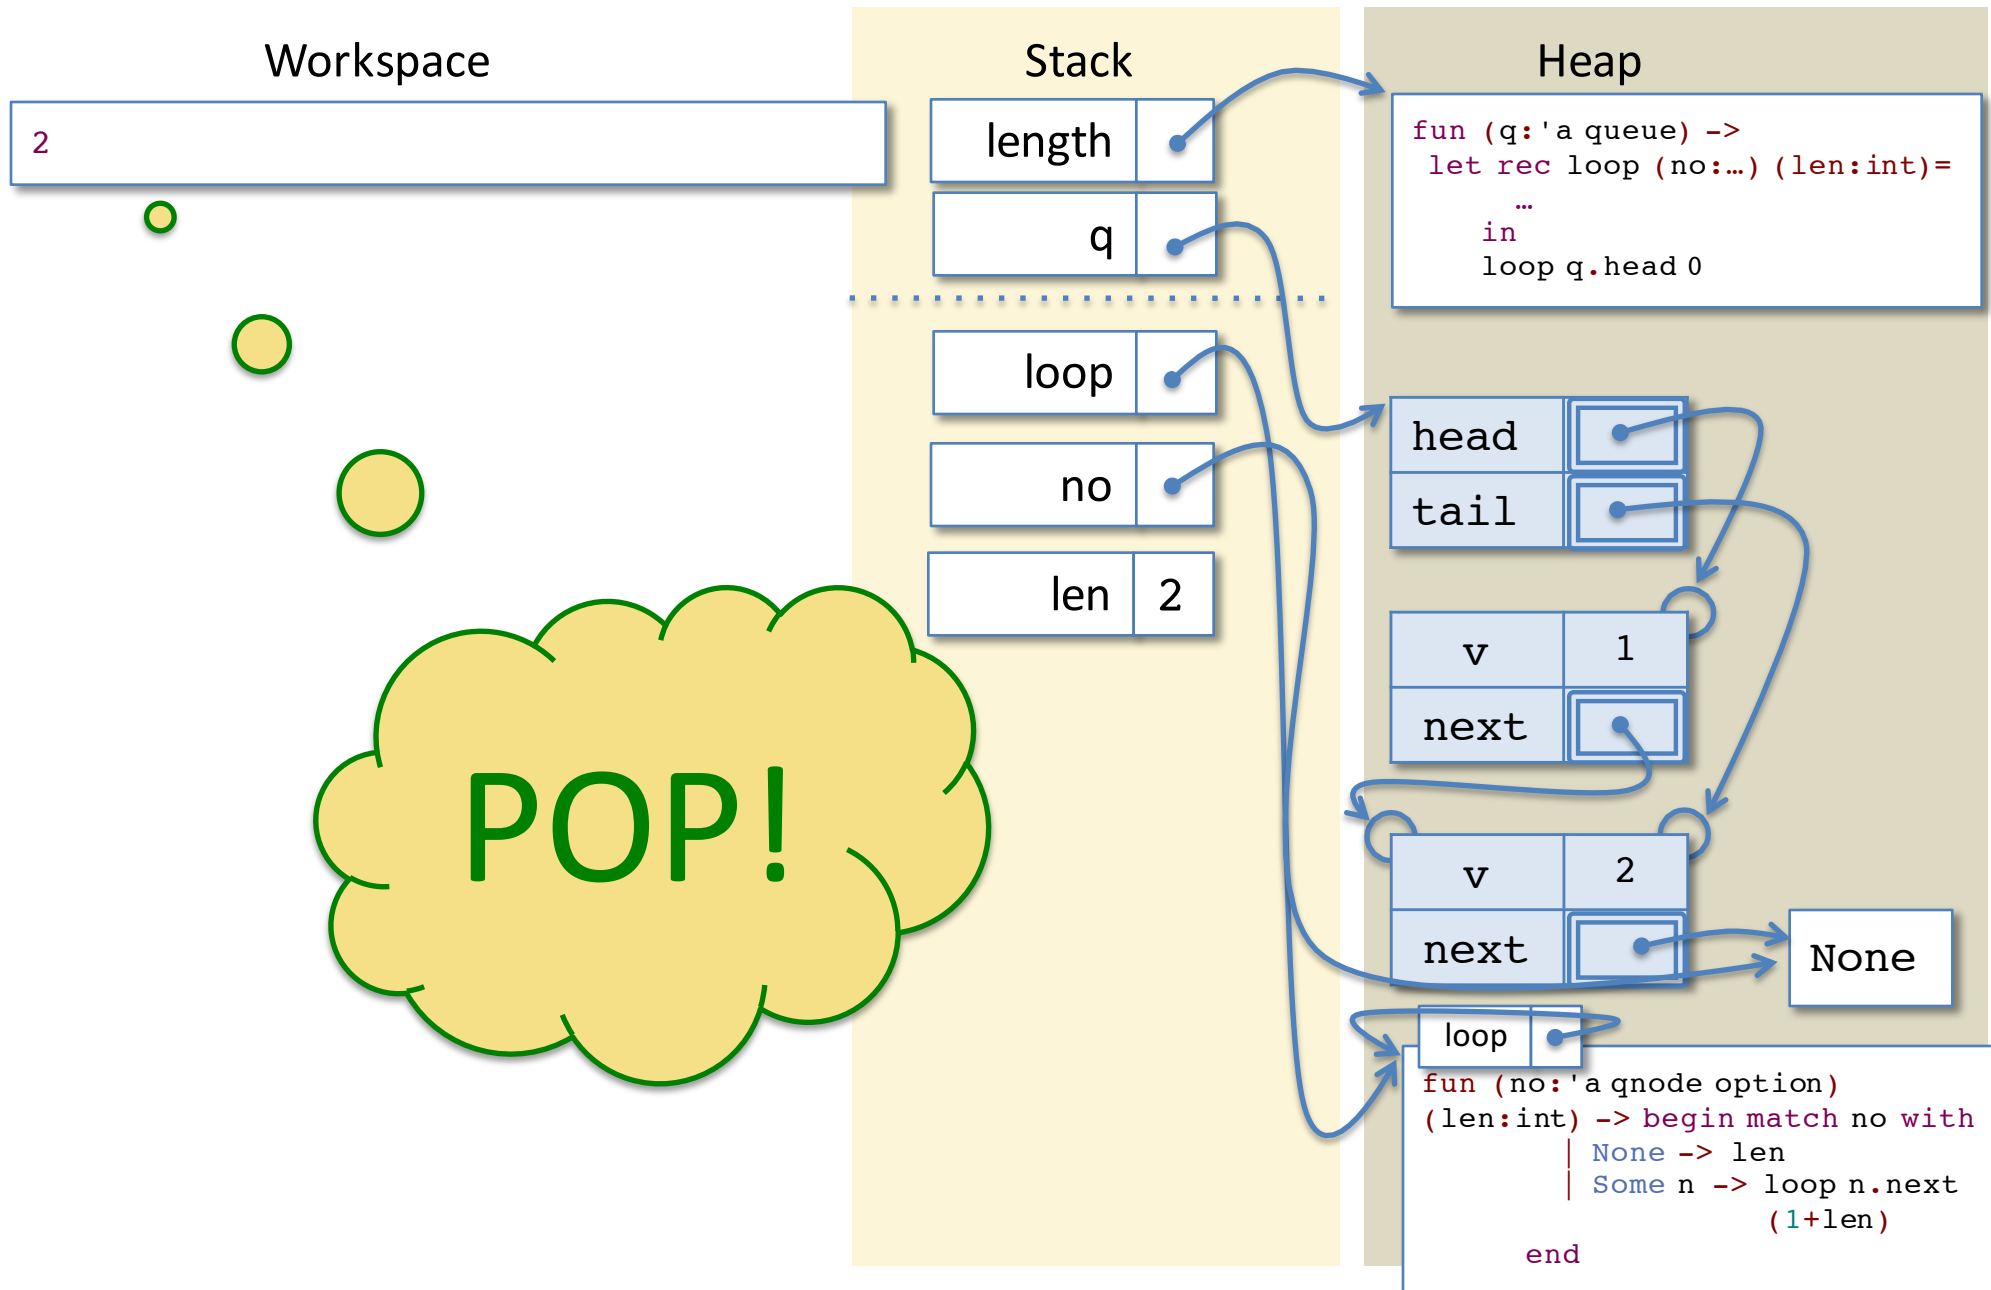 Workspace
Stack
Heap
2
length
q
loop
no
len 2
POP!
fun (q:'a queue) ->
let rec loop (no:…) (len:int)=
…
in
loop q.head 0
head
tail
v 1
next
v 2
next
None
loop
fun (no:'a qnode option)
(len:int) -> begin match no with
| None -> len
| Some n -> loop n.next
(1+len)
end